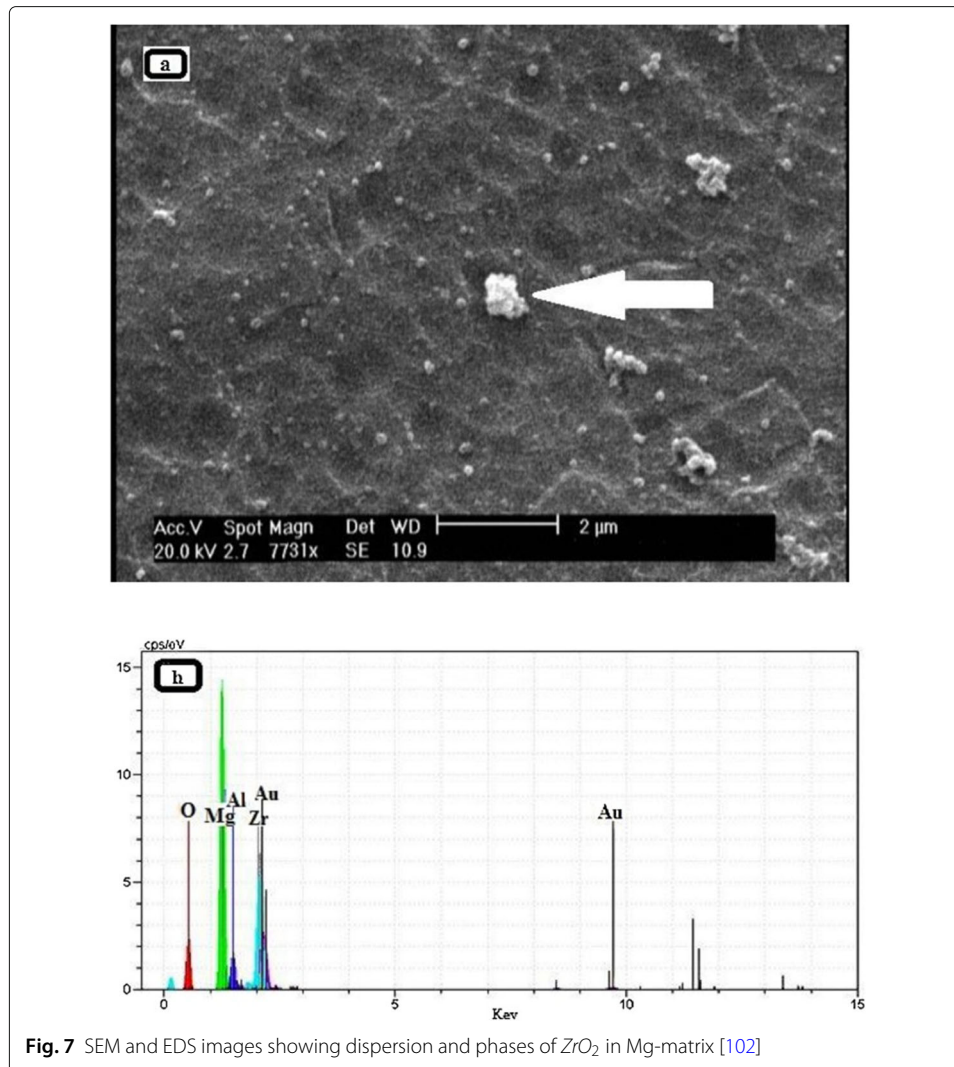 a
Acc.V Spot Magn Det WD 2 µm
20.0 kV 2.7 7731x SE 10.9
cps/eV
h
15
10
5
0
O
Mg
Al
Zr
Au
Au
0 5 10 15
Kev
Fig. 7 SEM and EDS images showing dispersion and phases of ZrO2 in Mg-matrix [102]